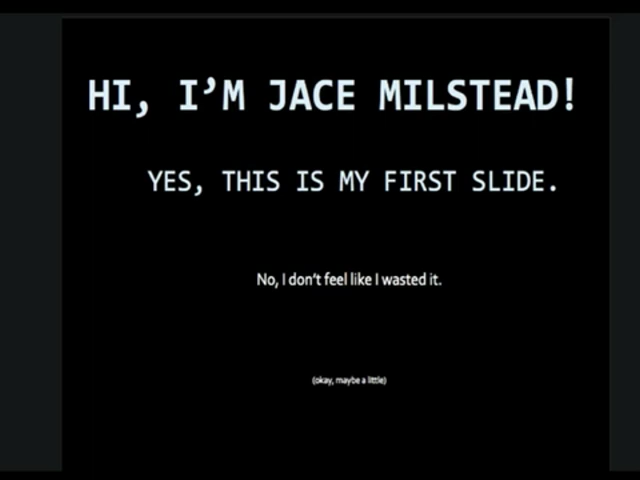 HI, I’M JACE MILSTEAD!
YES, THIS IS MY FIRST SLIDE.
No, I don’t feel like I wasted it.
(okay, maybe a little)